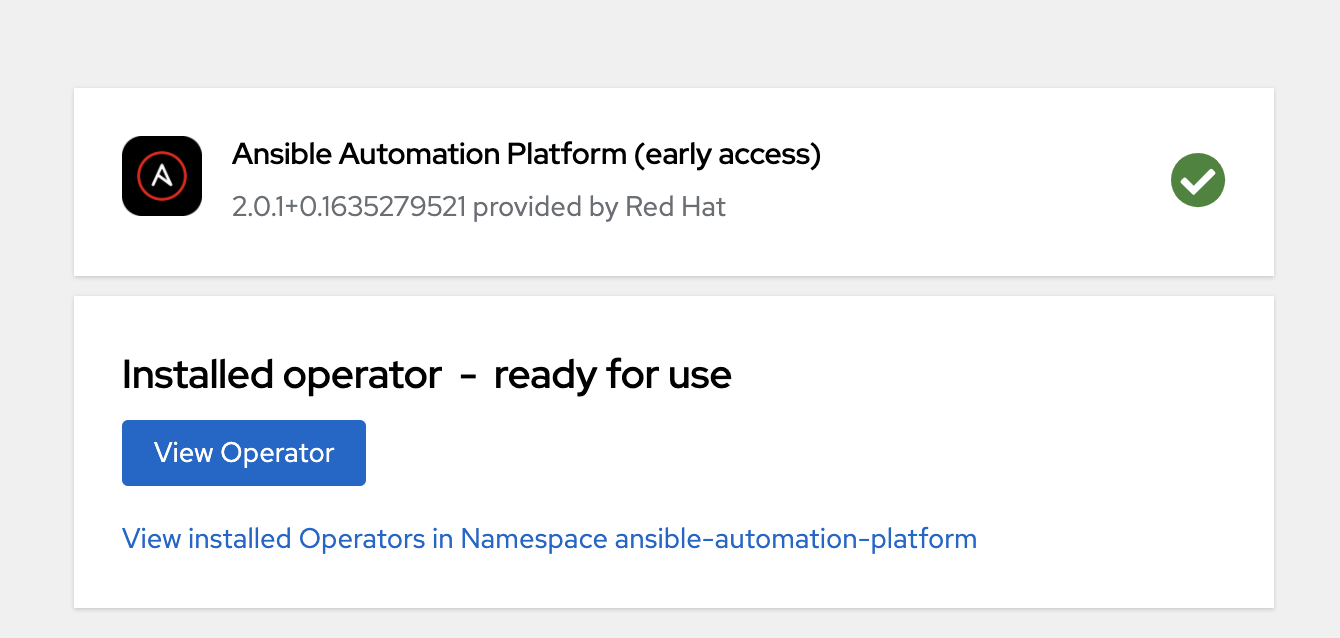 Ansible Automation Platform (early access)
2.0.1+0.1635279521 provided by Red Hat
Installed operator - ready for use
View Operator
View installed Operators in Namespace ansible-automation-platform